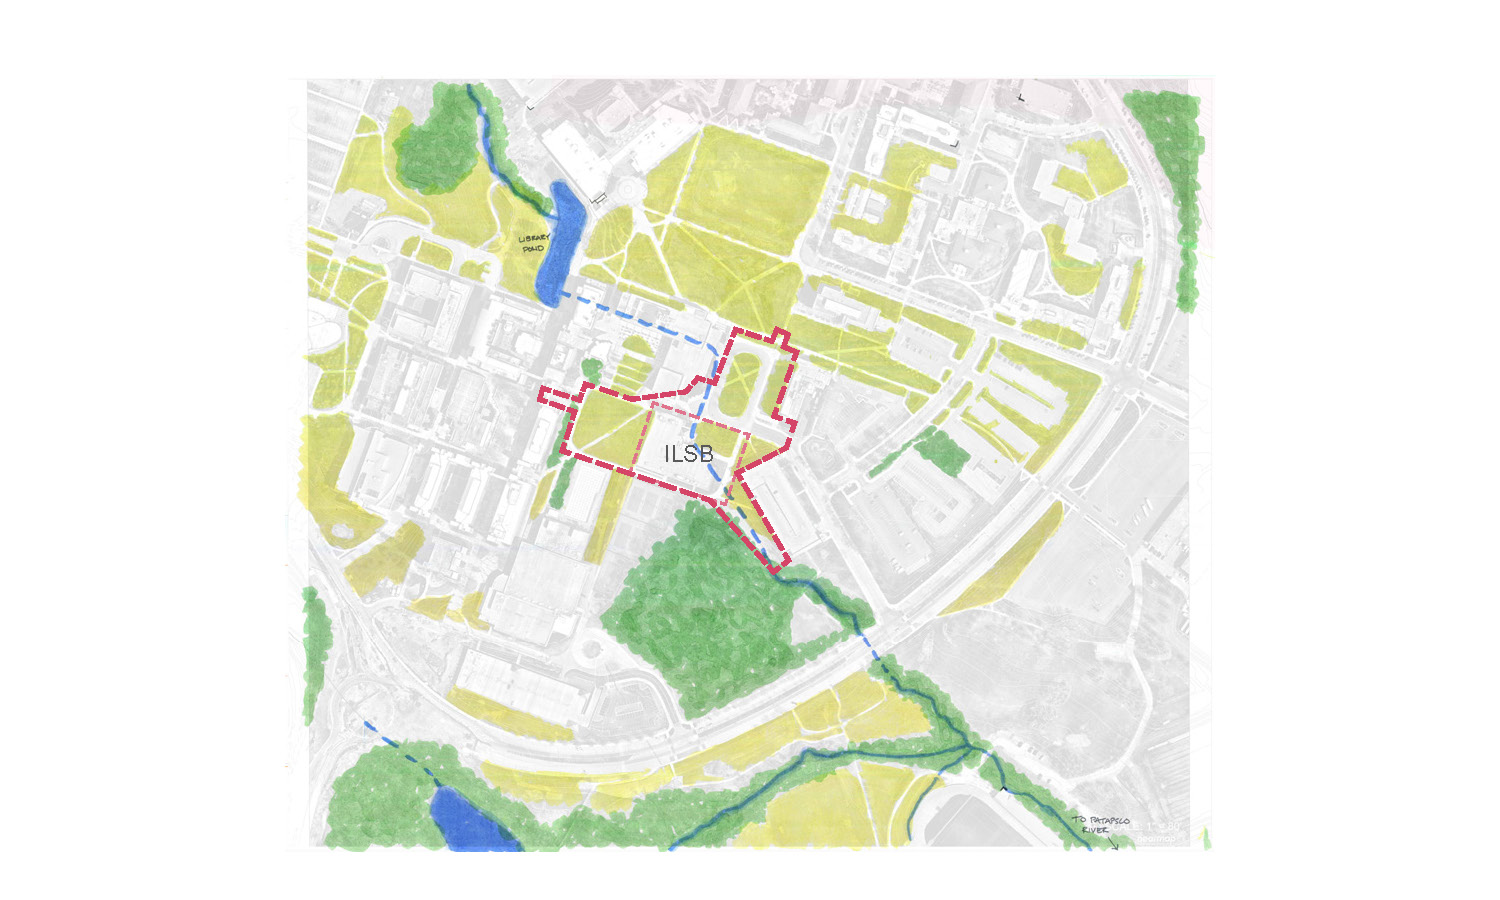 LIBRARY
POND
ILSB
TO PATAPSCO
RIVER